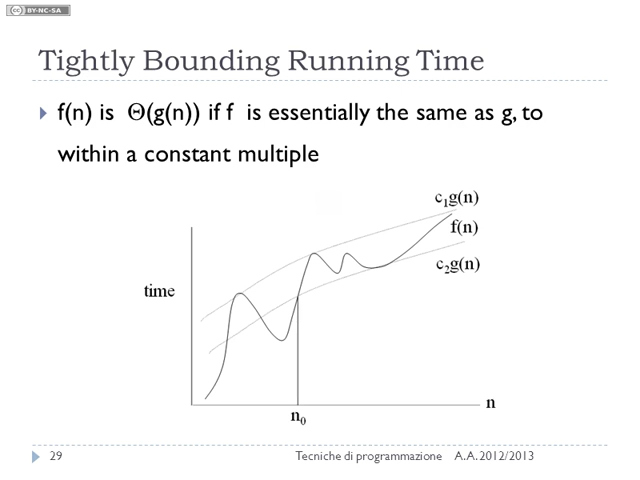 cc BY-NC-SA
Tightly Bounding Running Time
f(n) is Θ(g(n)) if f is essentially the same as g, to
within a constant multiple
c₁g(n)
f(n)
c₂g(n)
time
n
n₀
29 Tecniche di programmazione A.A. 2012/2013